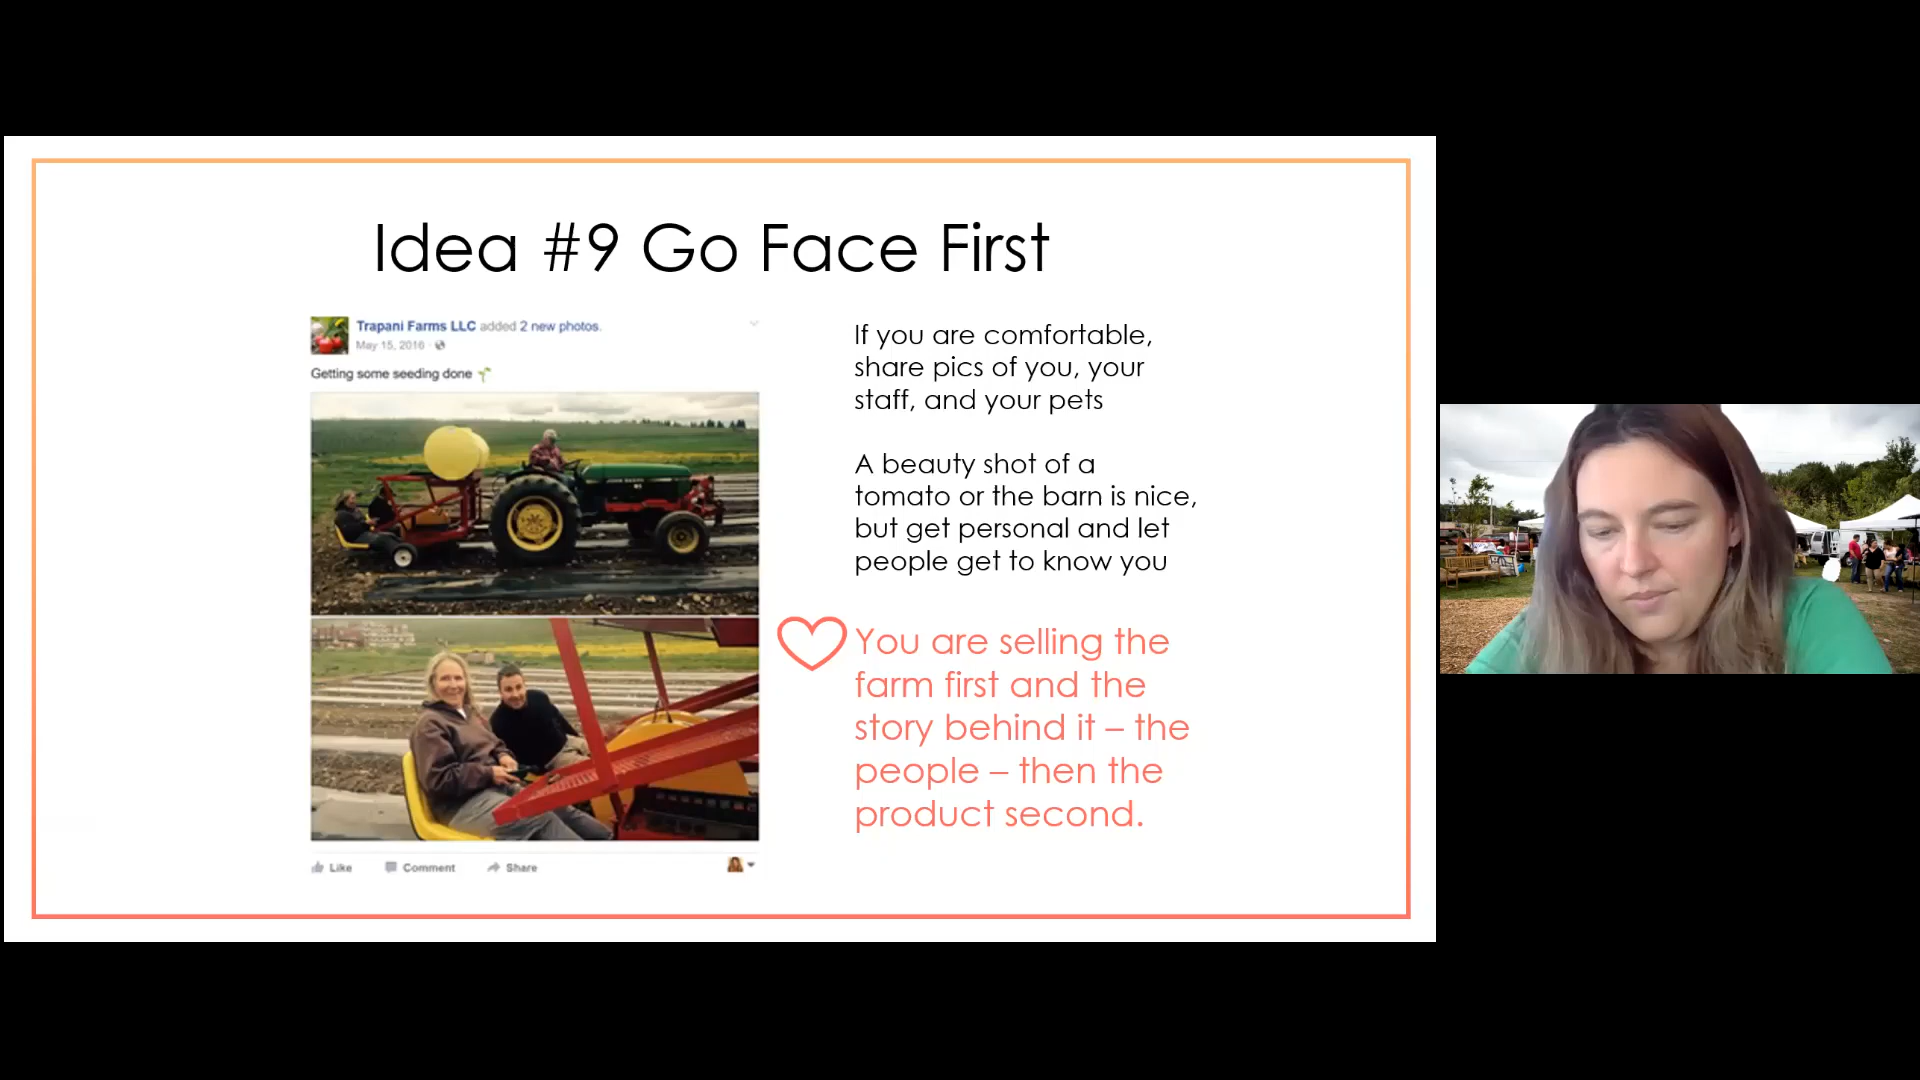 Idea #9 Go Face First
Trapani Farms LLC added 2 new photos.
May 15, 2016
Getting some seeding done
Like Comment Share
If you are comfortable,
share pics of you, your
staff, and your pets
A beauty shot of a
tomato or the barn is nice,
but get personal and let
people get to know you
You are selling the
farm first and the
story behind it – the
people – then the
product second.